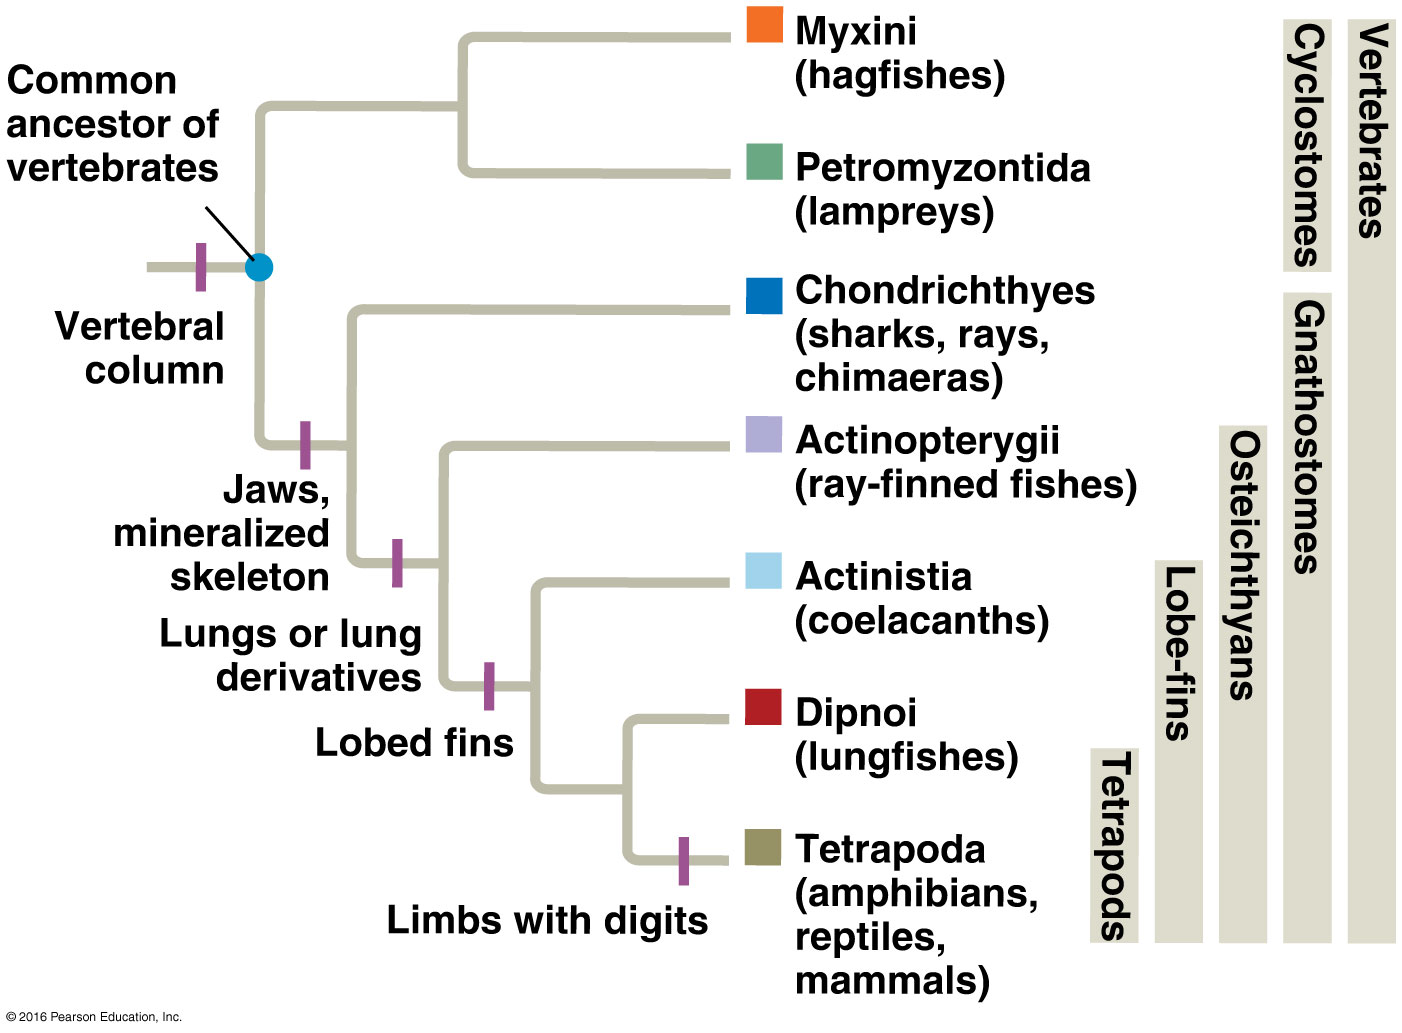 Common
ancestor of
vertebrates
Vertebral
column
Jaws,
mineralized
skeleton
Lungs or lung
derivatives
Lobed fins
Limbs with digits
Myxini
(hagfishes)
Petromyzontida
(lampreys)
Chondrichthyes
(sharks, rays,
chimaeras)
Actinopterygii
(ray-finned fishes)
Actinistia
(coelacanths)
Dipnoi
(lungfishes)
Tetrapoda
(amphibians,
reptiles,
mammals)
Tetrapods
Lobe-fins
Osteichthyans
Cyclostomes
Gnathostomes
Vertebrates
© 2016 Pearson Education, Inc.